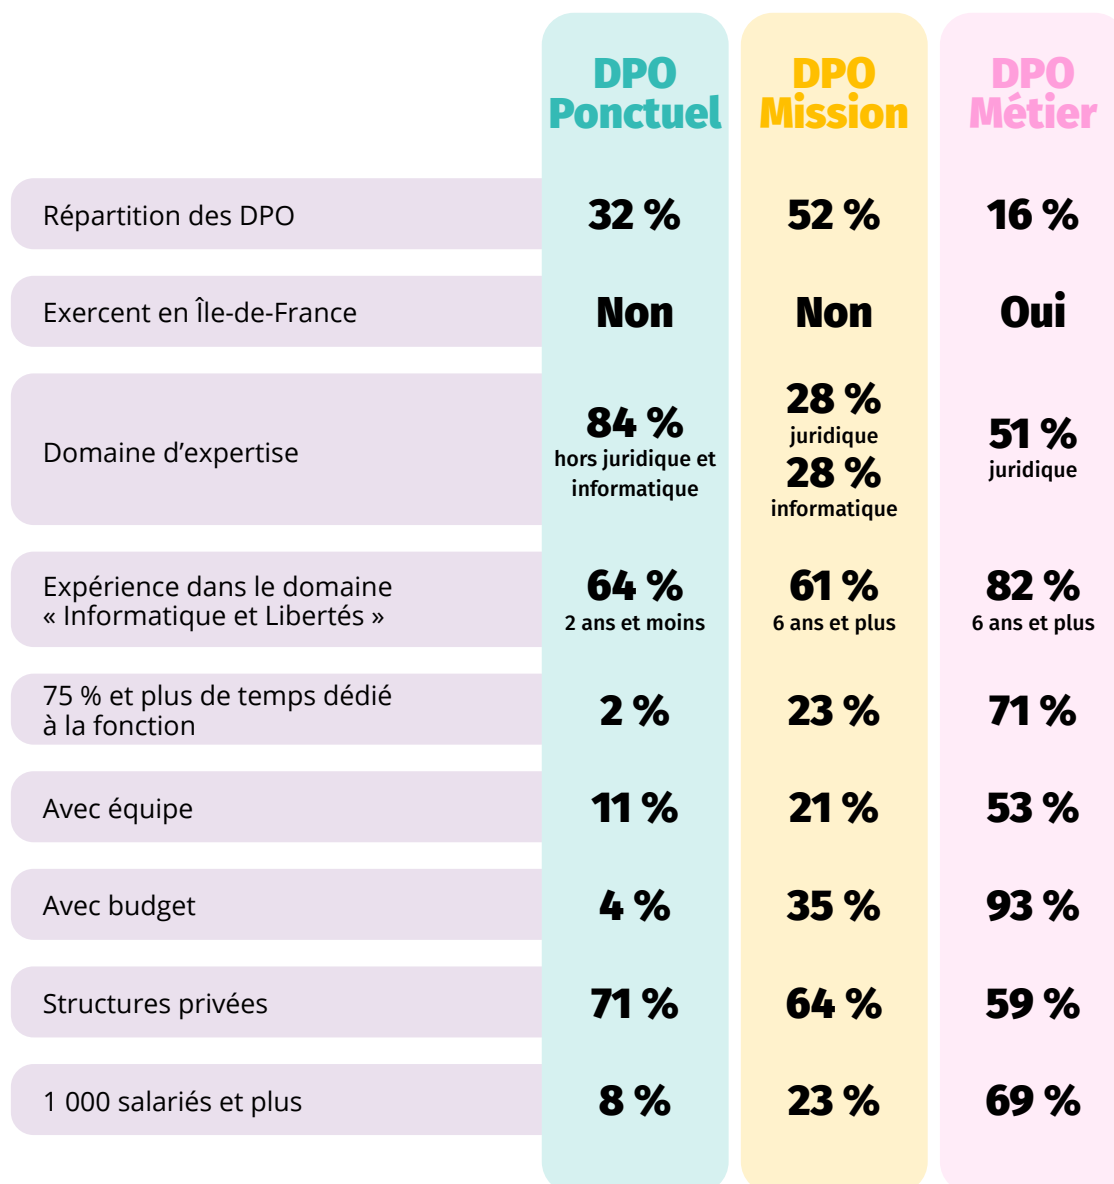 DPO
Ponctuel
DPO
Mission
DPO
Métier
Répartition des DPO
32 %
52 %
16 %
Exercent en Île-de-France
Non
Non
Oui
Domaine d’expertise
84 %
hors juridique et
informatique
28 %
juridique
28 %
informatique
51 %
juridique
Expérience dans le domaine
« Informatique et Libertés »
64 %
2 ans et moins
61 %
6 ans et plus
82 %
6 ans et plus
75 % et plus de temps dédié
à la fonction
2 %
23 %
71 %
Avec équipe
11 %
21 %
53 %
Avec budget
4 %
35 %
93 %
Structures privées
71 %
64 %
59 %
1 000 salariés et plus
8 %
23 %
69 %